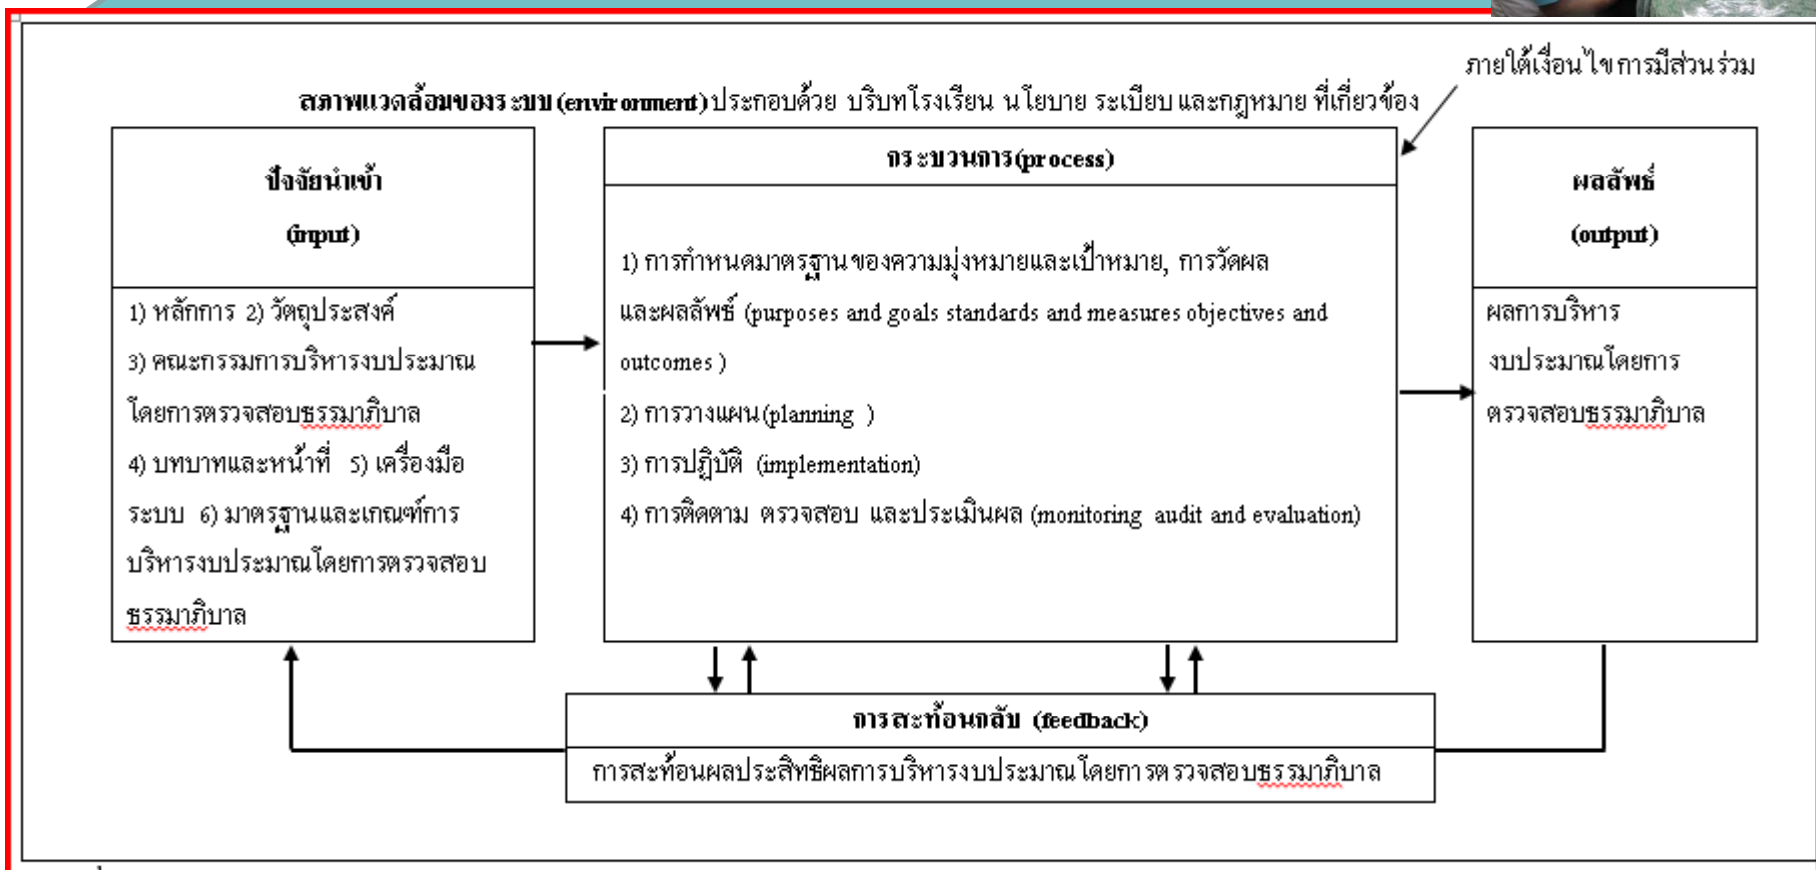 ภายใต้เงื่อนไขการมีส่วนร่วม
สภาพแวดล้อมของระบบ (environment) ประกอบด้วย บริบทโรงเรียน นโยบาย ระเบียบ และกฎหมาย ที่เกี่ยวข้อง
ปัจจัยนำเข้า
(input)
1) หลักการ 2) วัตถุประสงค์
3) คณะกรรมการบริหารงบประมาณ
โดยการตรวจสอบธรรมาภิบาล
4) บทบาทและหน้าที่ 5) เครื่องมือ
ระบบ 6) มาตรฐานและเกณฑ์การ
บริหารงบประมาณโดยการตรวจสอบ
ธรรมาภิบาล
กระบวนการ(process)
1) การกำหนดมาตรฐานของความมุ่งหมายและเป้าหมาย, การวัดผล
และผลลัพธ์ (purposes and goals standards and measures objectives and
outcomes )
2) การวางแผน (planning )
3) การปฏิบัติ (implementation)
4) การติดตาม ตรวจสอบ และประเมินผล (monitoring audit and evaluation)
ผลลัพธ์
(output)
ผลการบริหาร
งบประมาณโดยการ
ตรวจสอบธรรมาภิบาล
การสะท้อนกลับ (feedback)
การสะท้อนผลประสิทธิผลการบริหารงบประมาณโดยการตรวจสอบธรรมาภิบาล